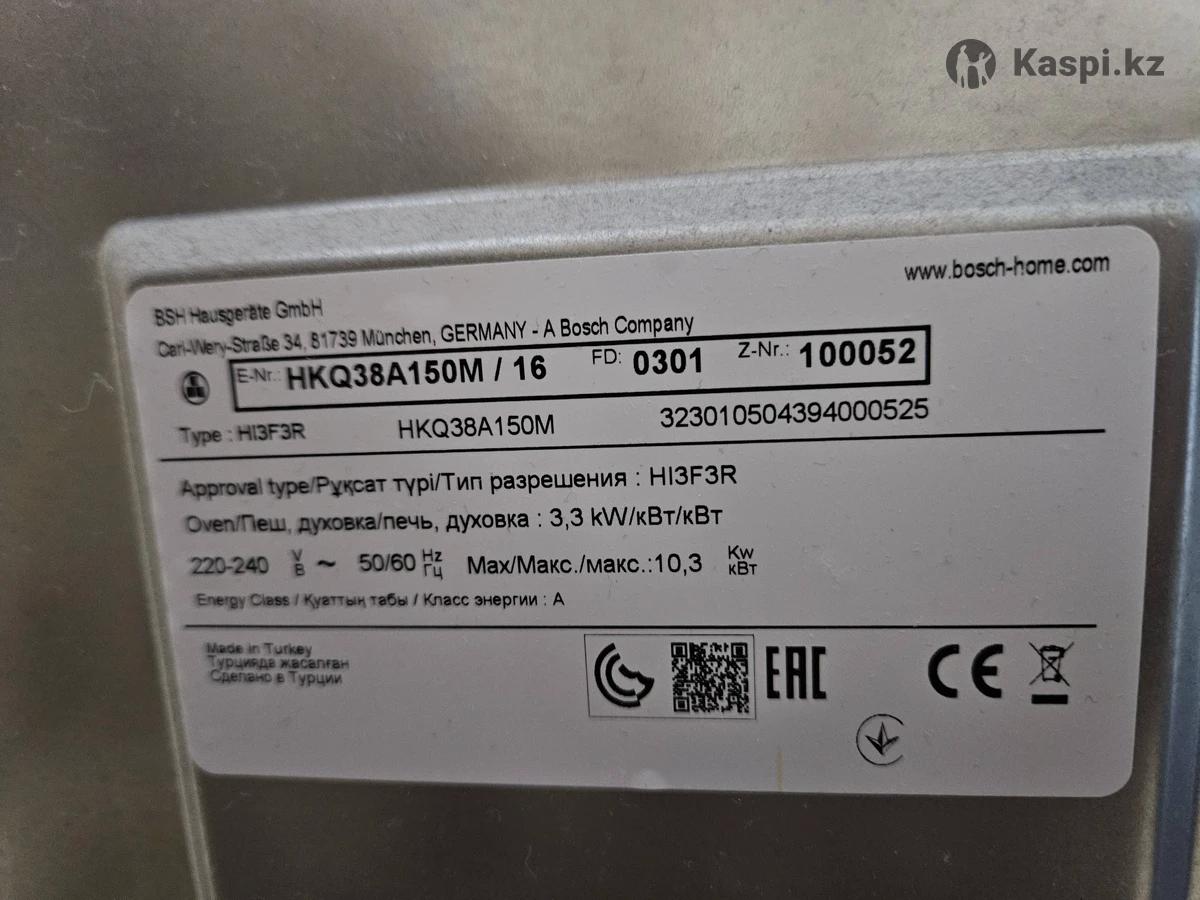 Kaspi.kz
www.bosch-home.com
BSH Hausgeräte GmbH
Carl-Wery-Straße 34, 81739 München, GERMANY - A Bosch Company
E-Nr.: HKQ38A150M / 16 FD: 0301 Z-Nr.: 100052
Type : HI3F3R HKQ38A150M 323010504394000525
Approval type/Рұқсат түрі/Тип разрешения : HI3F3R
Oven/Пеш, духовка/печь, духовка : 3,3 kW/кВт/кВт
220-240 V В ~ 50/60 Hz Гц Max/Макс./макс.:10,3 Kw кВт
Energy Class / Қуаттың табы / Класс энергии : A
Made in Turkey
Турцияда жасалған
Сделано в Турции
EAC
CE